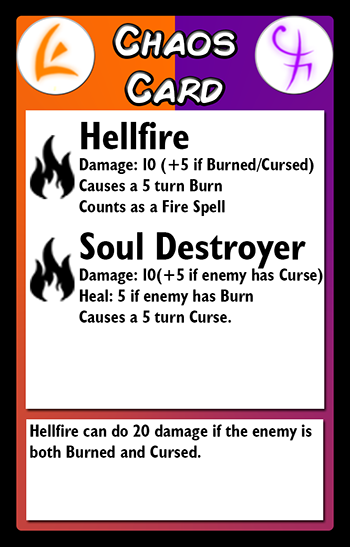 Chaos
Card
Hellfire
Damage: 10 (+5 if Burned/Cursed)
Causes a 5 turn Burn
Counts as a Fire Spell
Soul Destroyer
Damage: 10(+5 if enemy has Curse)
Heal: 5 if enemy has Burn
Causes a 5 turn Curse.
Hellfire can do 20 damage if the enemy is
both Burned and Cursed.